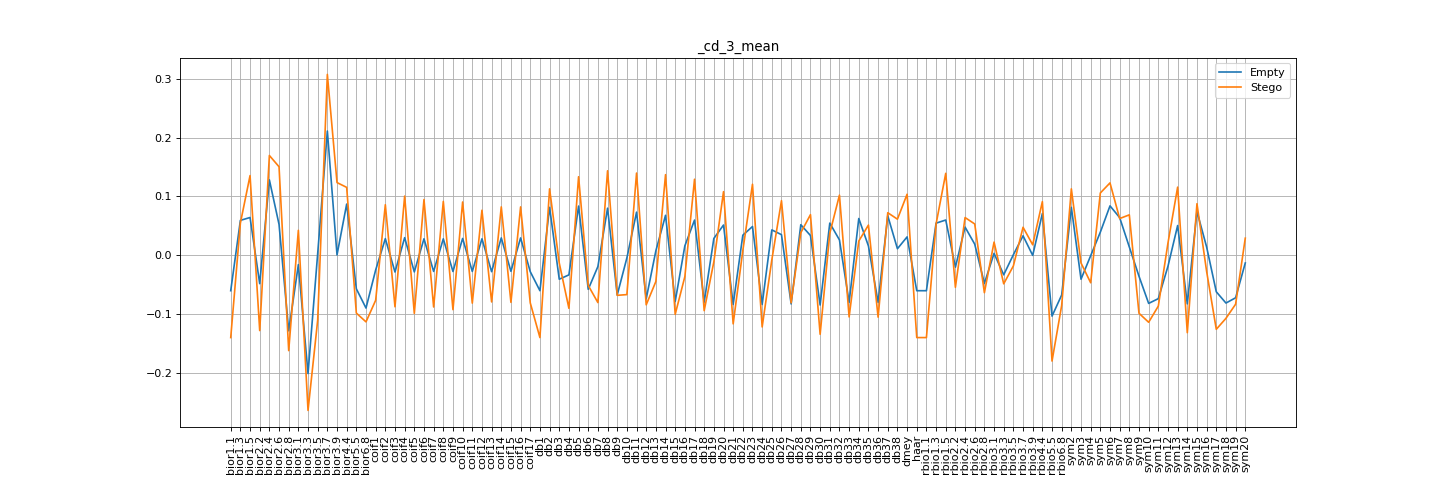 _cd_3_mean
Empty
Stego
0.3
0.2
0.1
0.0
−0.1
−0.2
bior1.1
bior1.3
bior1.5
bior2.2
bior2.4
bior2.6
bior2.8
bior3.1
bior3.3
bior3.5
bior3.7
bior3.9
bior4.4
bior5.5
bior6.8
coif1
coif2
coif3
coif4
coif5
coif6
coif7
coif8
coif9
coif10
coif11
coif12
coif13
coif14
coif15
coif16
coif17
db1
db2
db3
db4
db5
db6
db7
db8
db9
db10
db11
db12
db13
db14
db15
db16
db17
db18
db19
db20
db21
db22
db23
db24
db25
db26
db27
db28
db29
db30
db31
db32
db33
db34
db35
db36
db37
db38
dmey
haar
rbio1.1
rbio1.3
rbio1.5
rbio2.2
rbio2.4
rbio2.6
rbio2.8
rbio3.1
rbio3.3
rbio3.5
rbio3.7
rbio3.9
rbio4.4
rbio5.5
rbio6.8
sym2
sym3
sym4
sym5
sym6
sym7
sym8
sym9
sym10
sym11
sym12
sym13
sym14
sym15
sym16
sym17
sym18
sym19
sym20